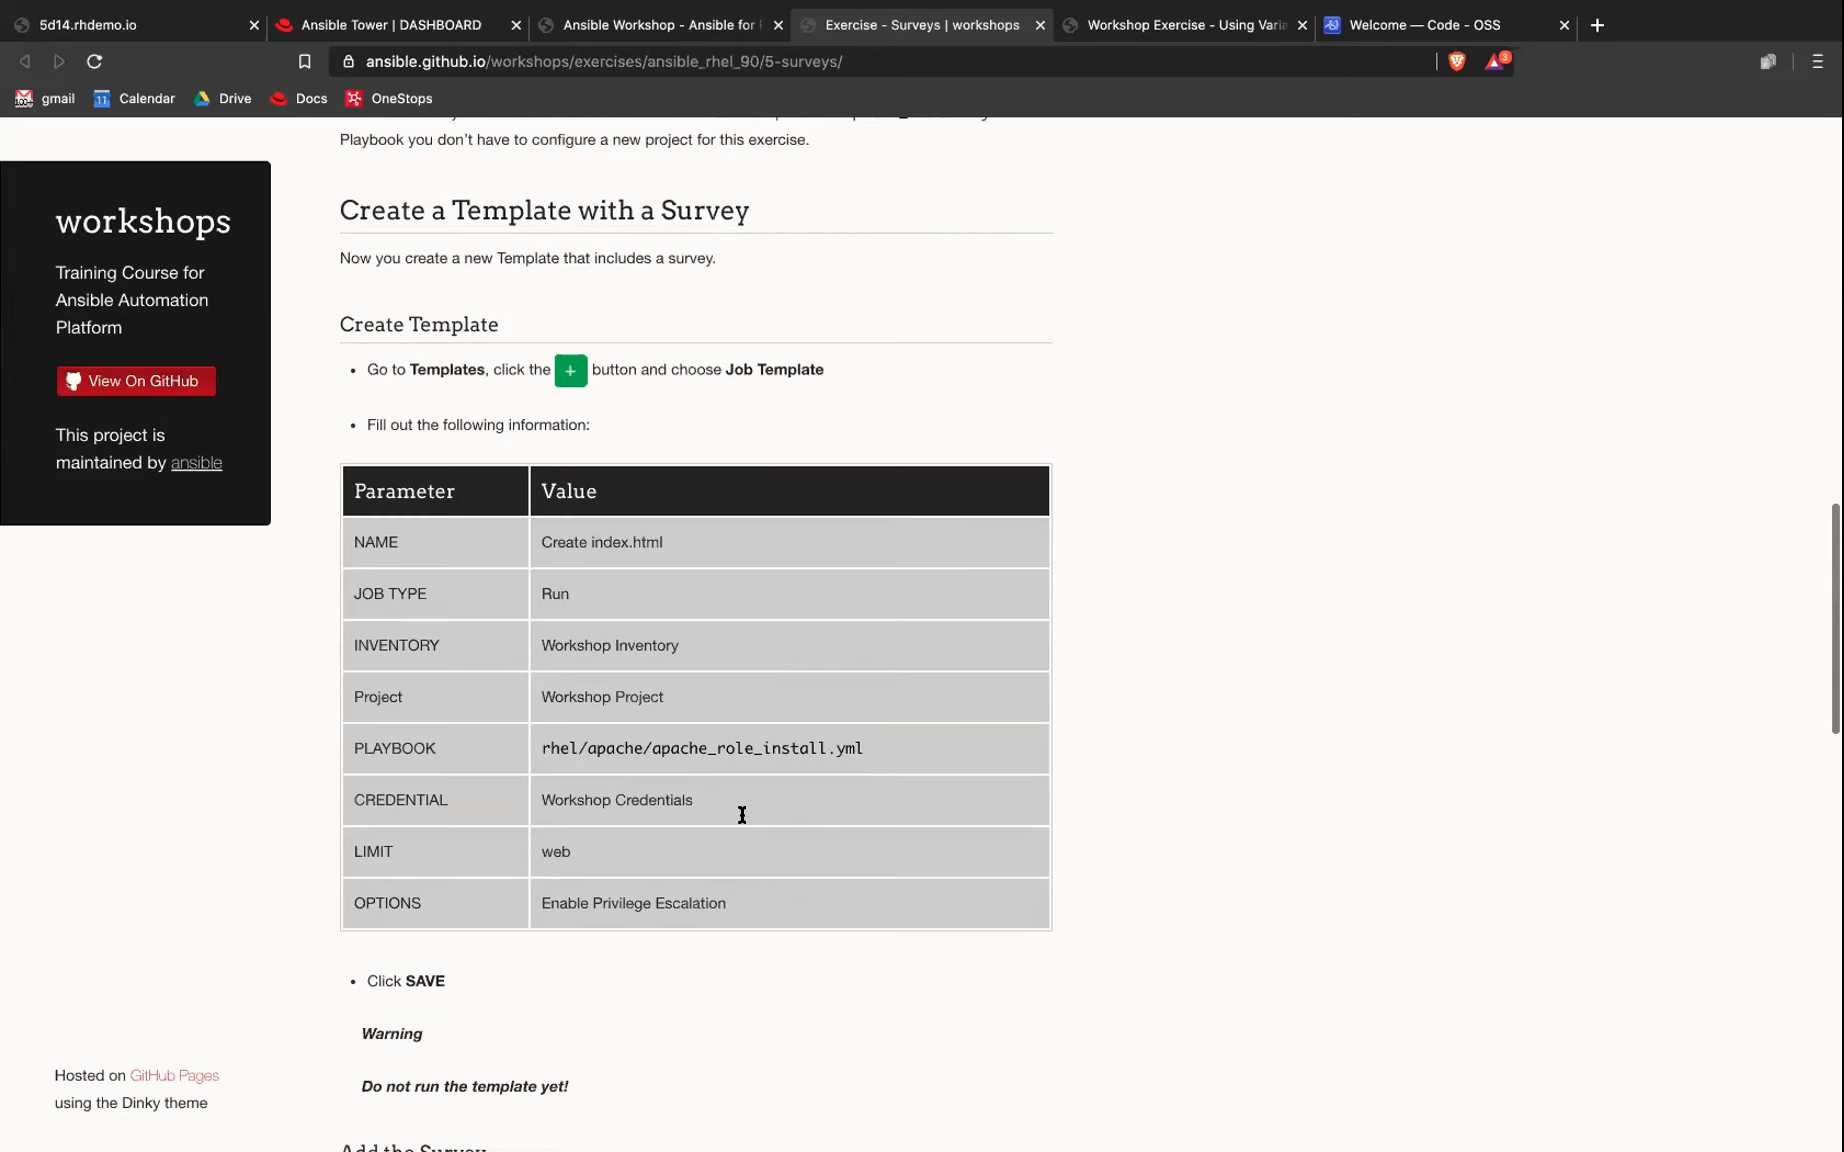 5d14.rhdemo.io
Ansible Tower | DASHBOARD
Ansible Workshop - Ansible for
Exercise - Surveys | workshops
Workshop Exercise - Using Varia
Welcome — Code - OSS
ansible.github.io/workshops/exercises/ansible_rhel_90/5-surveys/
3
gmail
Calendar
Drive
Docs
OneStops
Playbook you don’t have to configure a new project for this exercise.
workshops
Training Course for
Ansible Automation
Platform
View On GitHub
This project is
maintained by ansible
Create a Template with a Survey
Now you create a new Template that includes a survey.
Create Template
• Go to Templates, click the + button and choose Job Template
• Fill out the following information:
Parameter Value
NAME Create index.html
JOB TYPE Run
INVENTORY Workshop Inventory
Project Workshop Project
PLAYBOOK rhel/apache/apache_role_install.yml
CREDENTIAL Workshop Credentials
LIMIT web
OPTIONS Enable Privilege Escalation
• Click SAVE
Warning
Do not run the template yet!
Hosted on GitHub Pages
using the Dinky theme
Add the Survey